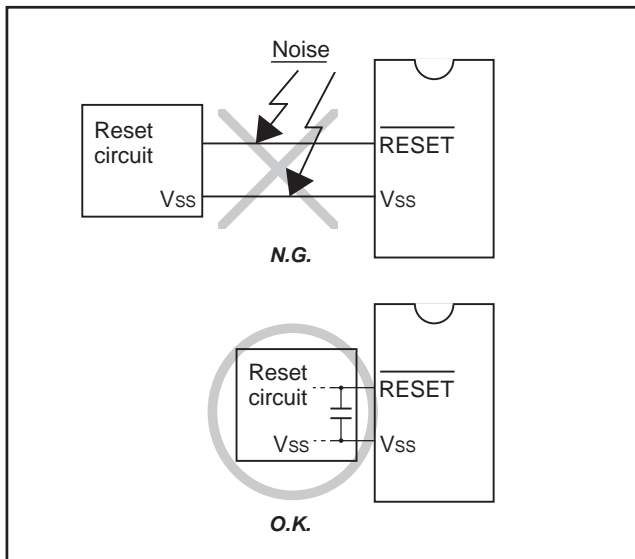 Noise
Reset
circuit
RESET
Vss
Vss
N.G.
Reset
circuit
RESET
Vss
Vss
O.K.